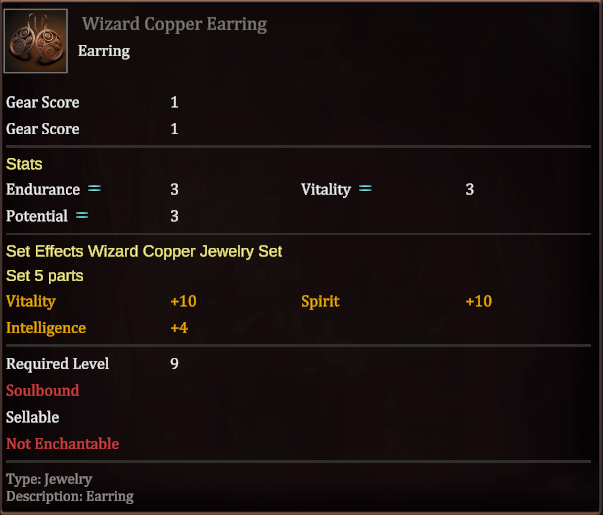 Wizard Copper Earring
Earring
Gear Score 1
Gear Score 1
Stats
Endurance = 3 Vitality = 3
Potential = 3
Set Effects Wizard Copper Jewelry Set
Set 5 parts
Vitality +10 Spirit +10
Intelligence +4
Required Level 9
Soulbound
Sellable
Not Enchantable
Type: Jewelry
Description: Earring